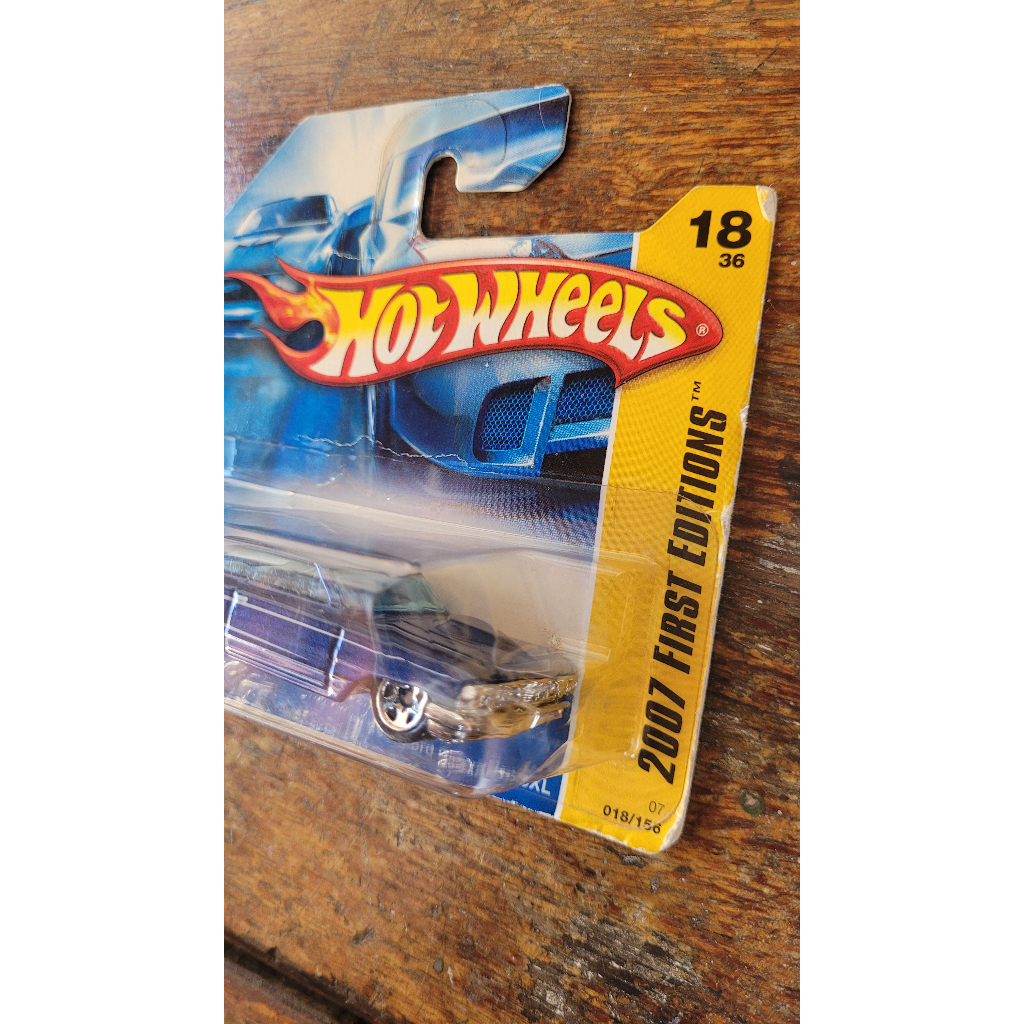 18
36
HOT WHEELS®
2007 FIRST EDITIONS™
07
018/156